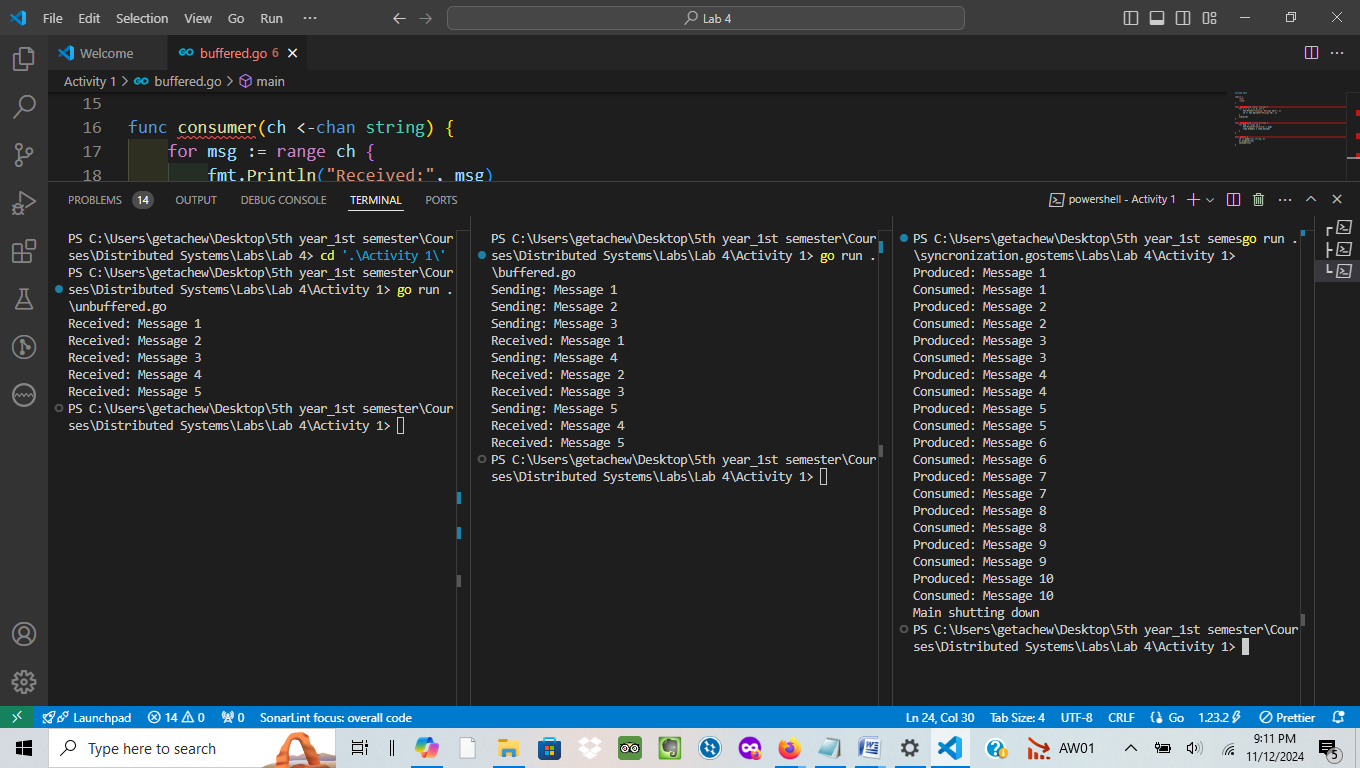 File Edit Selection View Go Run ··· Lab 4
Welcome buffered.go 6
Activity 1 > buffered.go > main
15
16 func consumer(ch <-chan string) {
17 for msg := range ch {
18 fmt.Println("Received:", msg)
PROBLEMS 14 OUTPUT DEBUG CONSOLE TERMINAL PORTS powershell - Activity 1
PS C:\Users\getachew\Desktop\5th year_1st semester\Cour
ses\Distributed Systems\Labs\Lab 4> cd '.\Activity 1\'
PS C:\Users\getachew\Desktop\5th year_1st semester\Cour
ses\Distributed Systems\Labs\Lab 4\Activity 1> go run .
\unbuffered.go
Received: Message 1
Received: Message 2
Received: Message 3
Received: Message 4
Received: Message 5
PS C:\Users\getachew\Desktop\5th year_1st semester\Cour
ses\Distributed Systems\Labs\Lab 4\Activity 1>
PS C:\Users\getachew\Desktop\5th year_1st semester\Cour
ses\Distributed Systems\Labs\Lab 4\Activity 1> go run .
\buffered.go
Sending: Message 1
Sending: Message 2
Sending: Message 3
Received: Message 1
Sending: Message 4
Received: Message 2
Received: Message 3
Sending: Message 5
Received: Message 4
Received: Message 5
PS C:\Users\getachew\Desktop\5th year_1st semester\Cour
ses\Distributed Systems\Labs\Lab 4\Activity 1>
PS C:\Users\getachew\Desktop\5th year_1st semesgo run .
\syncronization.gostems\Labs\Lab 4\Activity 1>
Produced: Message 1
Consumed: Message 1
Produced: Message 2
Consumed: Message 2
Produced: Message 3
Consumed: Message 3
Produced: Message 4
Consumed: Message 4
Produced: Message 5
Consumed: Message 5
Produced: Message 6
Consumed: Message 6
Produced: Message 7
Consumed: Message 7
Produced: Message 8
Consumed: Message 8
Produced: Message 9
Consumed: Message 9
Produced: Message 10
Consumed: Message 10
Main shutting down
PS C:\Users\getachew\Desktop\5th year_1st semester\Cour
ses\Distributed Systems\Labs\Lab 4\Activity 1>
Launchpad 14 0 0 SonarLint focus: overall code Ln 24, Col 30 Tab Size: 4 UTF-8 CRLF Go 1.23.2 Prettier
Type here to search AW01 9:11 PM
11/12/2024 5